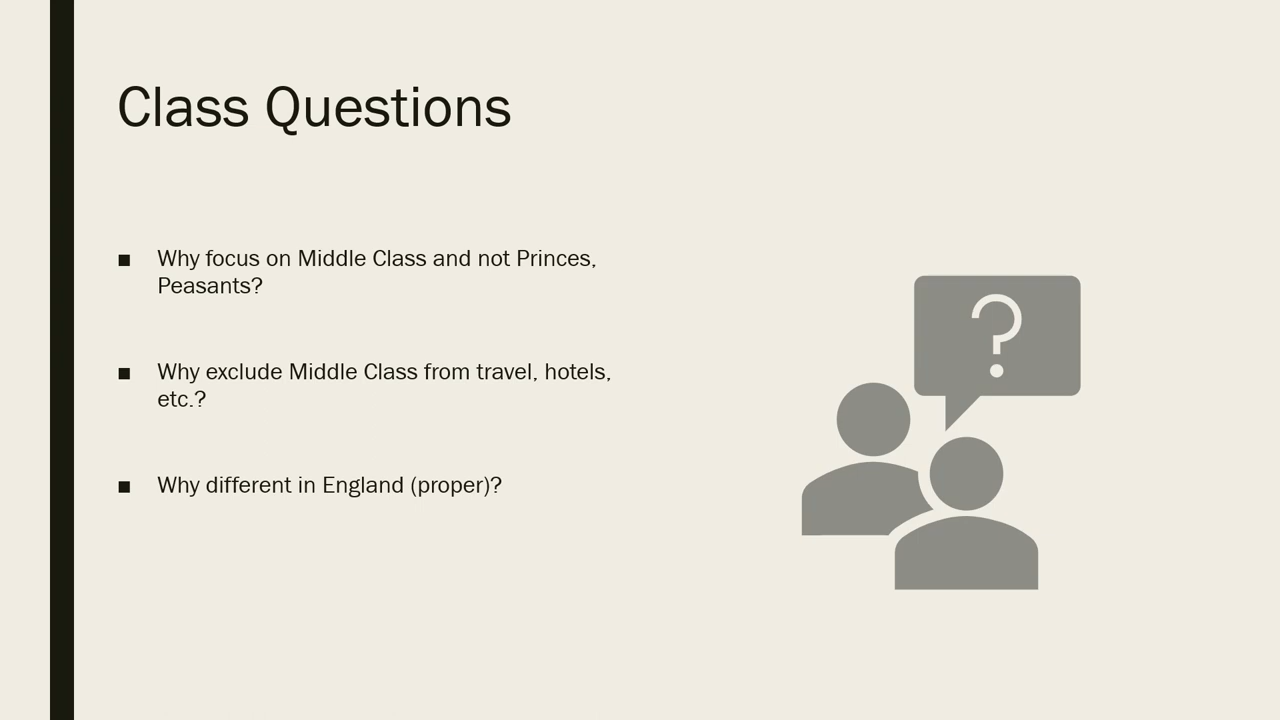 Class Questions
■ Why focus on Middle Class and not Princes,
Peasants?
■ Why exclude Middle Class from travel, hotels,
etc.?
■ Why different in England (proper)?
?